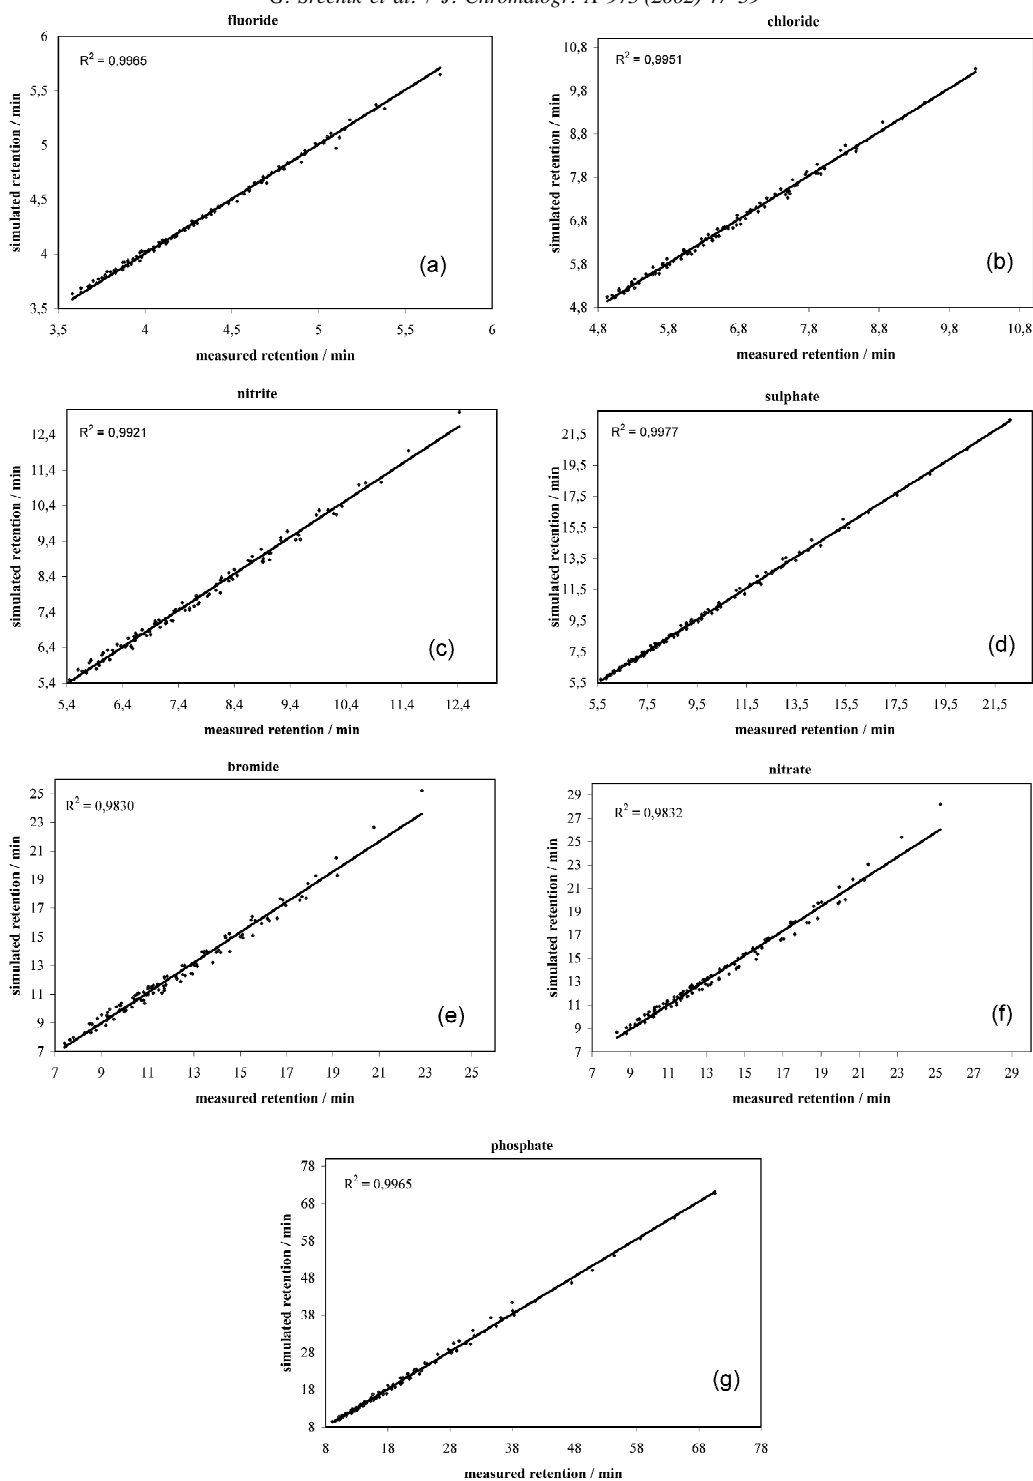 G. Srečnik et al. / J. Chromatogr. A 973 (2002) 47–59
fluoride
R² = 0,9965
6
5,5
5
4,5
4
3,5
3,5 4 4,5 5 5,5 6
simulated retention / min
measured retention / min
(a)
chloride
R² = 0,9951
10,8
9,8
8,8
7,8
6,8
5,8
4,8
4,8 5,8 6,8 7,8 8,8 9,8 10,8
simulated retention / min
measured retention / min
(b)
nitrite
R² = 0,9921
12,4
11,4
10,4
9,4
8,4
7,4
6,4
5,4
5,4 6,4 7,4 8,4 9,4 10,4 11,4 12,4
simulated retention / min
measured retention / min
(c)
sulphate
R² = 0,9977
21,5
19,5
17,5
15,5
13,5
11,5
9,5
7,5
5,5
5,5 7,5 9,5 11,5 13,5 15,5 17,5 19,5 21,5
simulated retention / min
measured retention / min
(d)
bromide
R² = 0,9830
25
23
21
19
17
15
13
11
9
7
7 9 11 13 15 17 19 21 23 25
simulated retention / min
measured retention / min
(e)
nitrate
R² = 0,9832
29
27
25
23
21
19
17
15
13
11
9
7
7 9 11 13 15 17 19 21 23 25 27 29
simulated retention / min
measured retention / min
(f)
phosphate
R² = 0,9965
78
68
58
48
38
28
18
8
8 18 28 38 48 58 68 78
simulated retention / min
measured retention / min
(g)